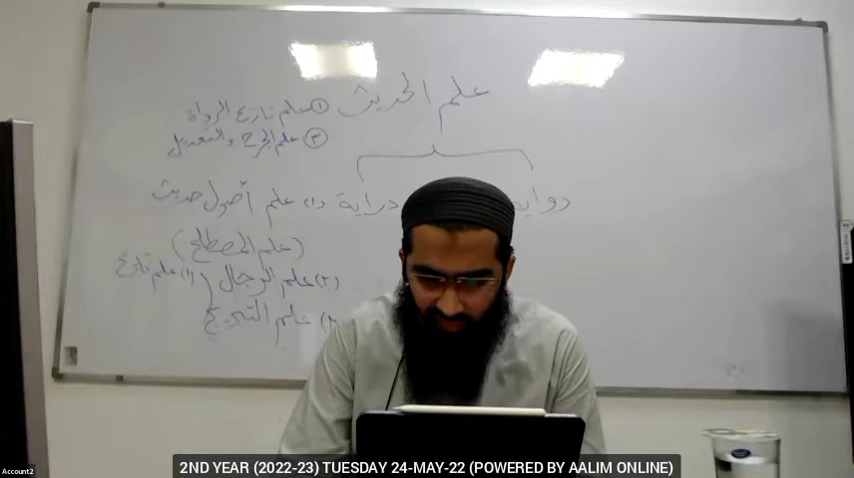 علم الحديث
① علم تاريخ الرواة
② علم الجرح والتعديل
رواية
دراية (١) علم أصول حديث
(علم المصطلح)
(٢) علم الرجال (١) علم تاريخ
علم التخريج
Account2
2ND YEAR (2022-23) TUESDAY 24-MAY-22 (POWERED BY AALIM ONLINE)